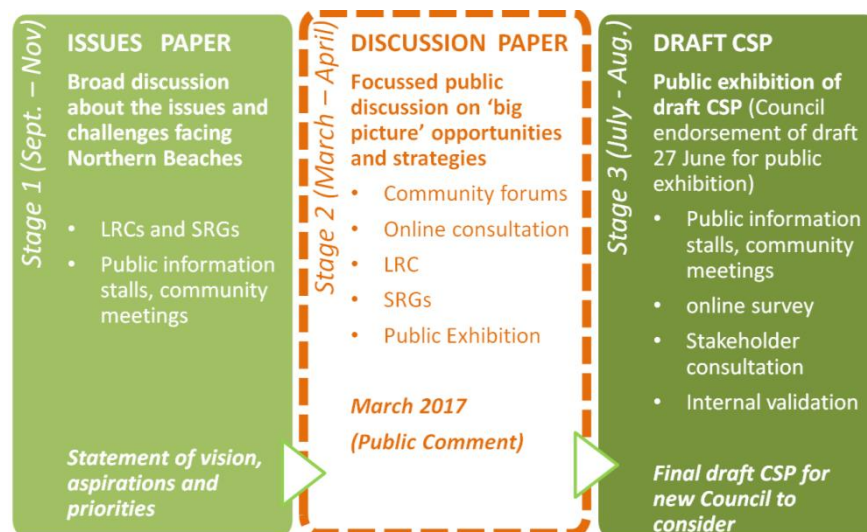 Stage 1 (Sept. – Nov)
ISSUES PAPER
Broad discussion
about the issues and
challenges facing
Northern Beaches
• LRCs and SRGs
• Public information
stalls, community
meetings
Statement of vision,
aspirations and
priorities
Stage 2 (March – April)
DISCUSSION PAPER
Focussed public
discussion on ‘big
picture’ opportunities
and strategies
• Community forums
• Online consultation
• LRC
• SRGs
• Public Exhibition
March 2017
(Public Comment)
Stage 3 (July - Aug.)
DRAFT CSP
Public exhibition of
draft CSP (Council
endorsement of draft
27 June for public
exhibition)
• Public information
stalls, community
meetings
• online survey
• Stakeholder
consultation
• Internal validation
Final draft CSP for
new Council to
consider